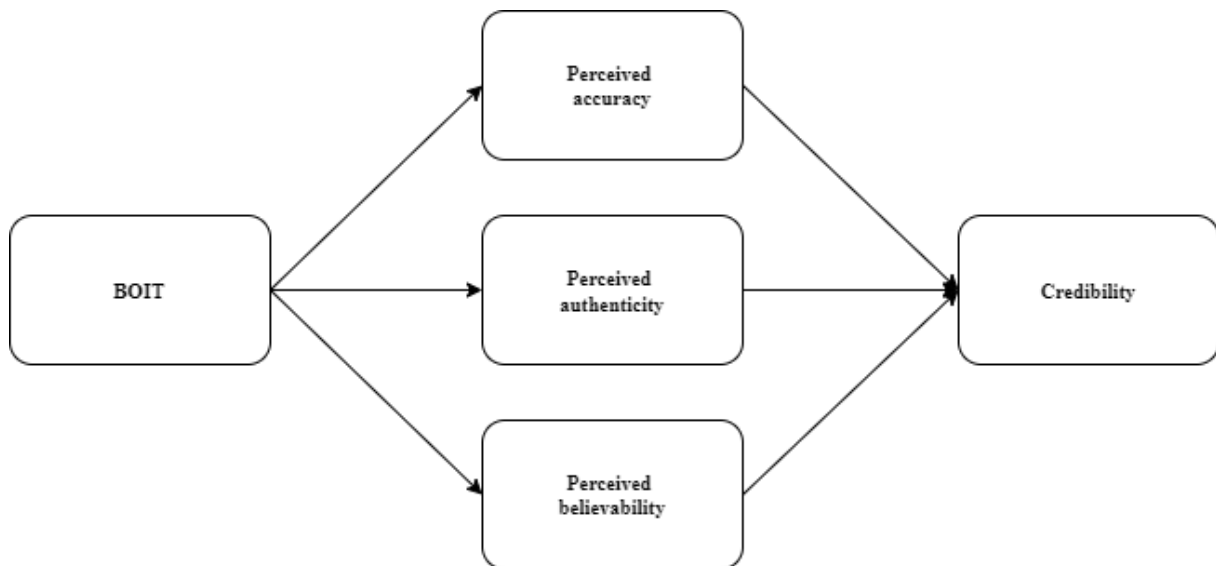 Perceived
accuracy
BOIT
Perceived
authenticity
Credibility
Perceived
believability